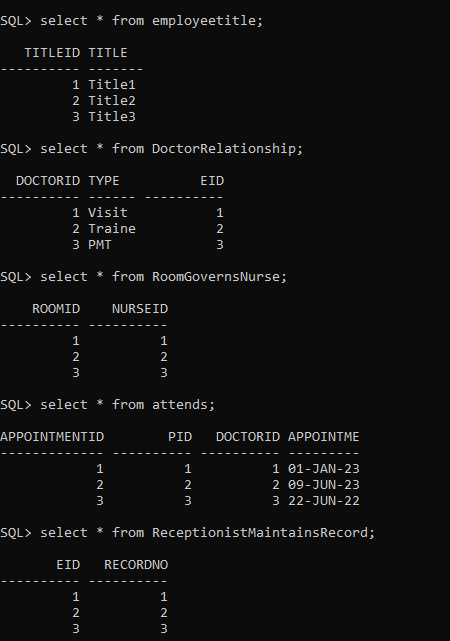 SQL> select * from employeetitle;
TITLEID TITLE
---------- -------
1 Title1
2 Title2
3 Title3
SQL> select * from DoctorRelationship;
DOCTORID TYPE EID
---------- ------ ----------
1 Visit 1
2 Traine 2
3 PMT 3
SQL> select * from RoomGovernsNurse;
ROOMID NURSEID
---------- ----------
1 1
2 2
3 3
SQL> select * from attends;
APPOINTMENTID PID DOCTORID APPOINTME
------------- ---------- ---------- ---------
1 1 1 01-JAN-23
2 2 2 09-JUN-23
3 3 3 22-JUN-22
SQL> select * from ReceptionistMaintainsRecord;
EID RECORDNO
---------- ----------
1 1
2 2
3 3